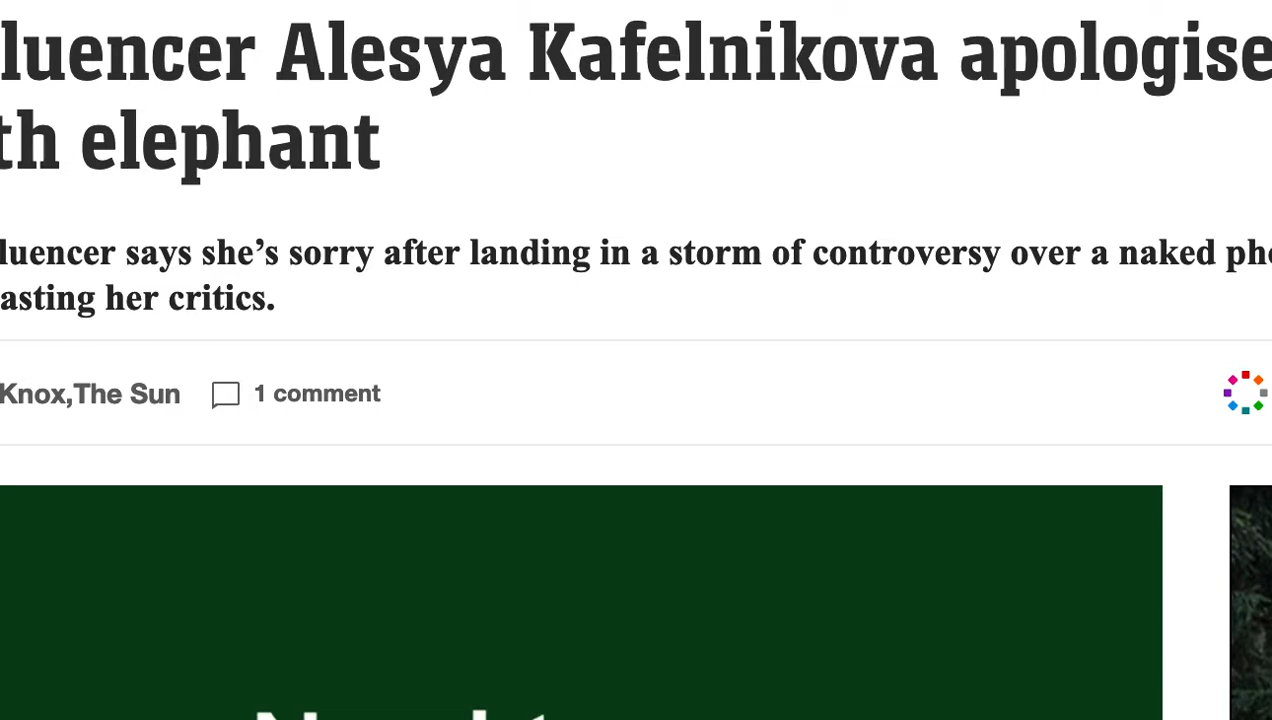 luencer Alesya Kafelnikova apologise
th elephant
luencer says she’s sorry after landing in a storm of controversy over a naked pho
asting her critics.
Knox,The Sun 1 comment